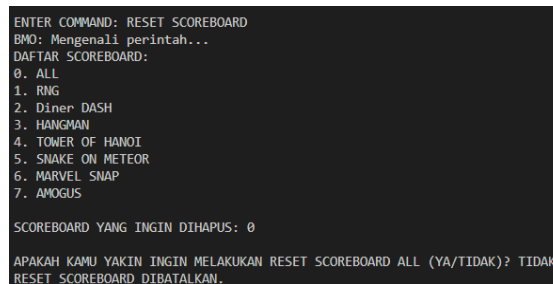 ENTER COMMAND: RESET SCOREBOARD
BMO: Mengenali perintah...
DAFTAR SCOREBOARD:
0. ALL
1. RNG
2. Diner DASH
3. HANGMAN
4. TOWER OF HANOI
5. SNAKE ON METEOR
6. MARVEL SNAP
7. AMOGUS
SCOREBOARD YANG INGIN DIHAPUS: 0
APAKAH KAMU YAKIN INGIN MELAKUKAN RESET SCOREBOARD ALL (YA/TIDAK)? TIDAK
RESET SCOREBOARD DIBATALKAN.